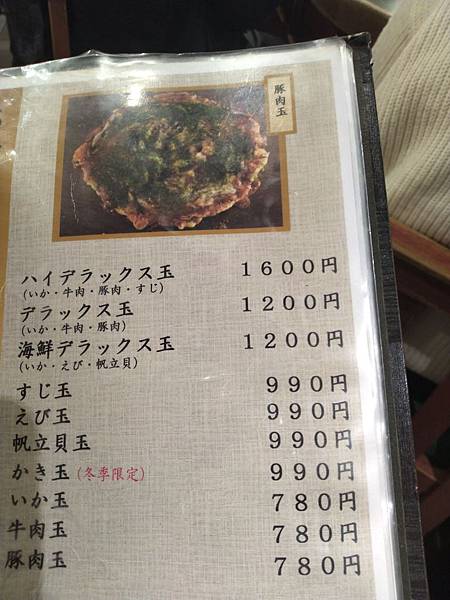 豚肉玉
ハイデラックス玉 1600円
(いか・牛肉・豚肉・すじ)
デラックス玉 1200円
(いか・牛肉・豚肉)
海鮮デラックス玉 1200円
(いか・えび・帆立貝)
すじ玉 990円
えび玉 990円
帆立貝玉 990円
かき玉(冬季限定) 990円
いか玉 780円
牛肉玉 780円
豚肉玉 780円